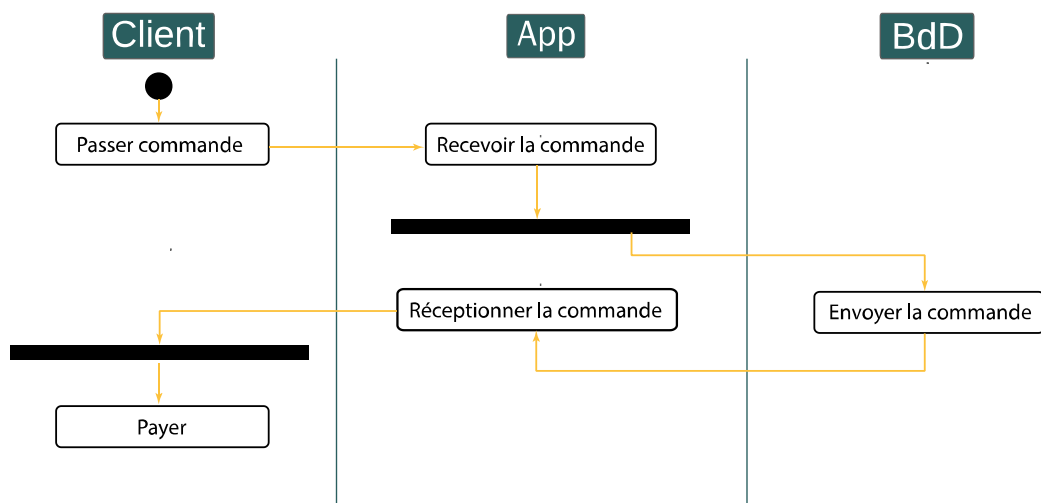 Client
App
BdD
Passer commande
Recevoir la commande
Réceptionner la commande
Envoyer la commande
Payer